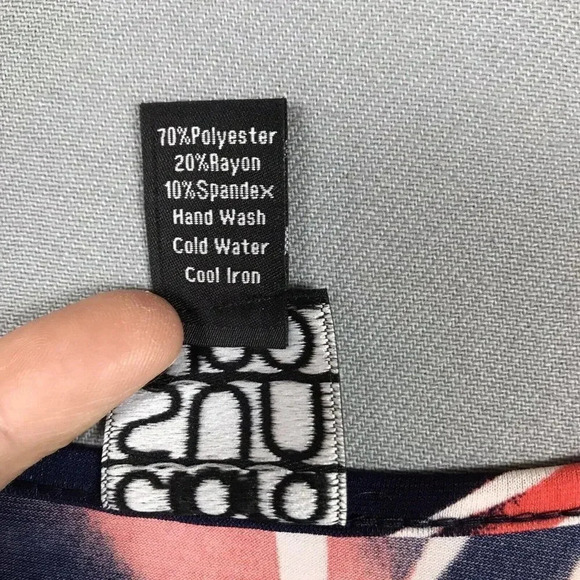 70%Polyester
20%Rayon
10%Spandex
Hand Wash
Cold Water
Cool Iron